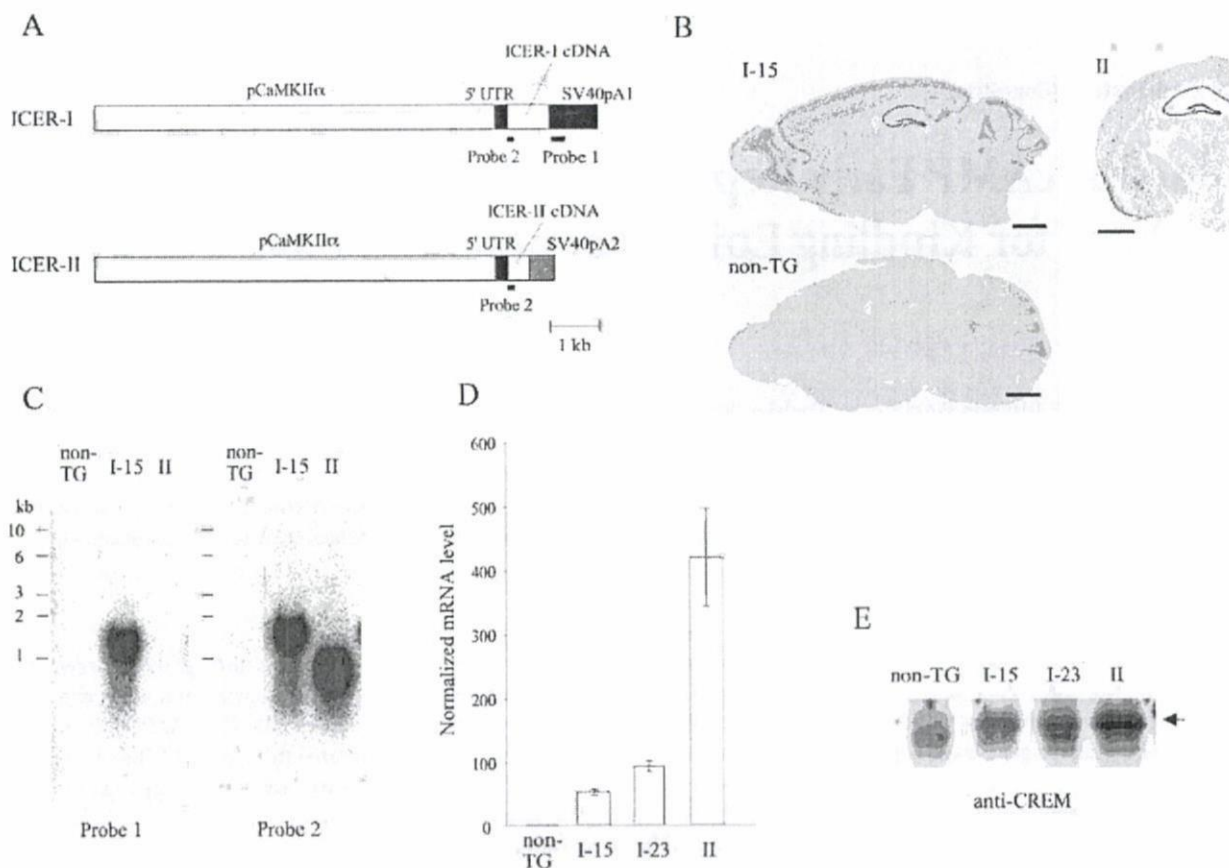 A
ICER-I cDNA
pCaMKIIα
5' UTR
SV40pA1
ICER-I
Probe 2
Probe 1
ICER-II cDNA
pCaMKIIα
5' UTR
SV40pA2
ICER-II
Probe 2
1 kb
B
I-15
II
non-TG
C
non-TG I-15 II
non-TG I-15 II
kb
10
6
3
2
1
Probe 1
Probe 2
D
600
500
400
300
200
100
0
Normalized mRNA level
non-TG I-15 I-23 II
E
non-TG I-15 I-23 II
anti-CREM